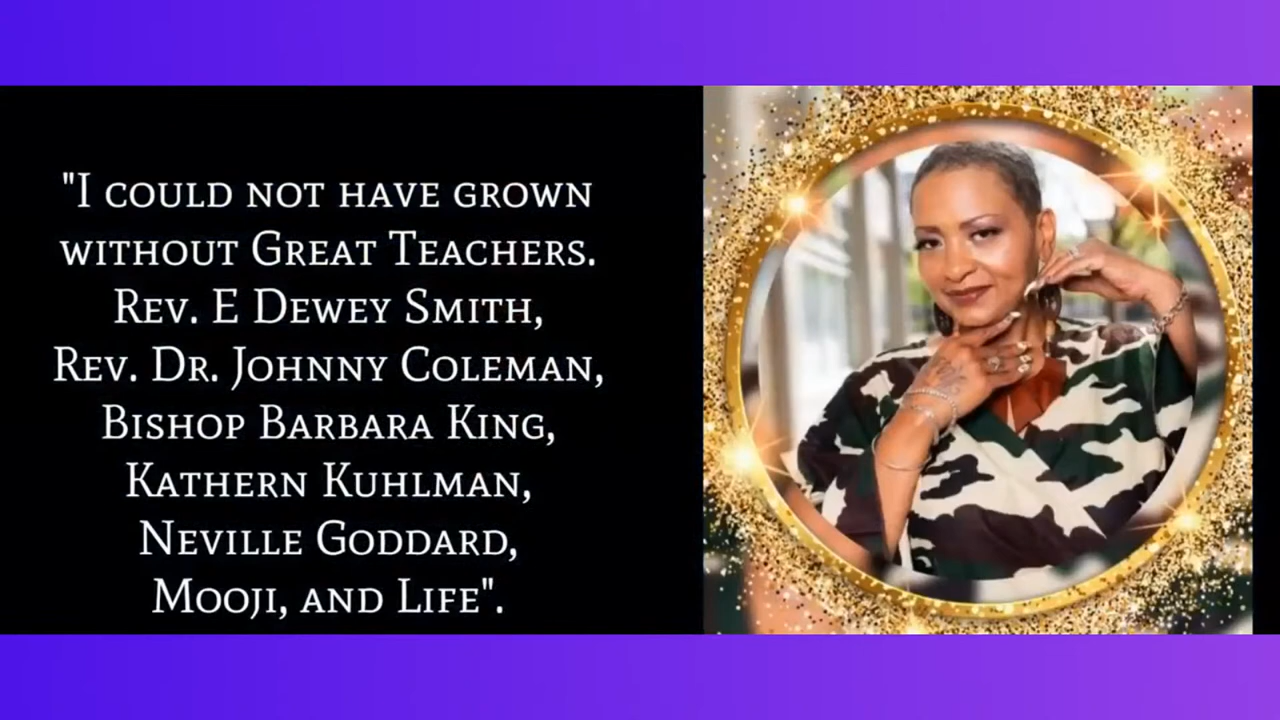 "I could not have grown
without Great Teachers.
Rev. E Dewey Smith,
Rev. Dr. Johnny Coleman,
Bishop Barbara King,
Kathern Kuhlman,
Neville Goddard,
Mooji, and Life".